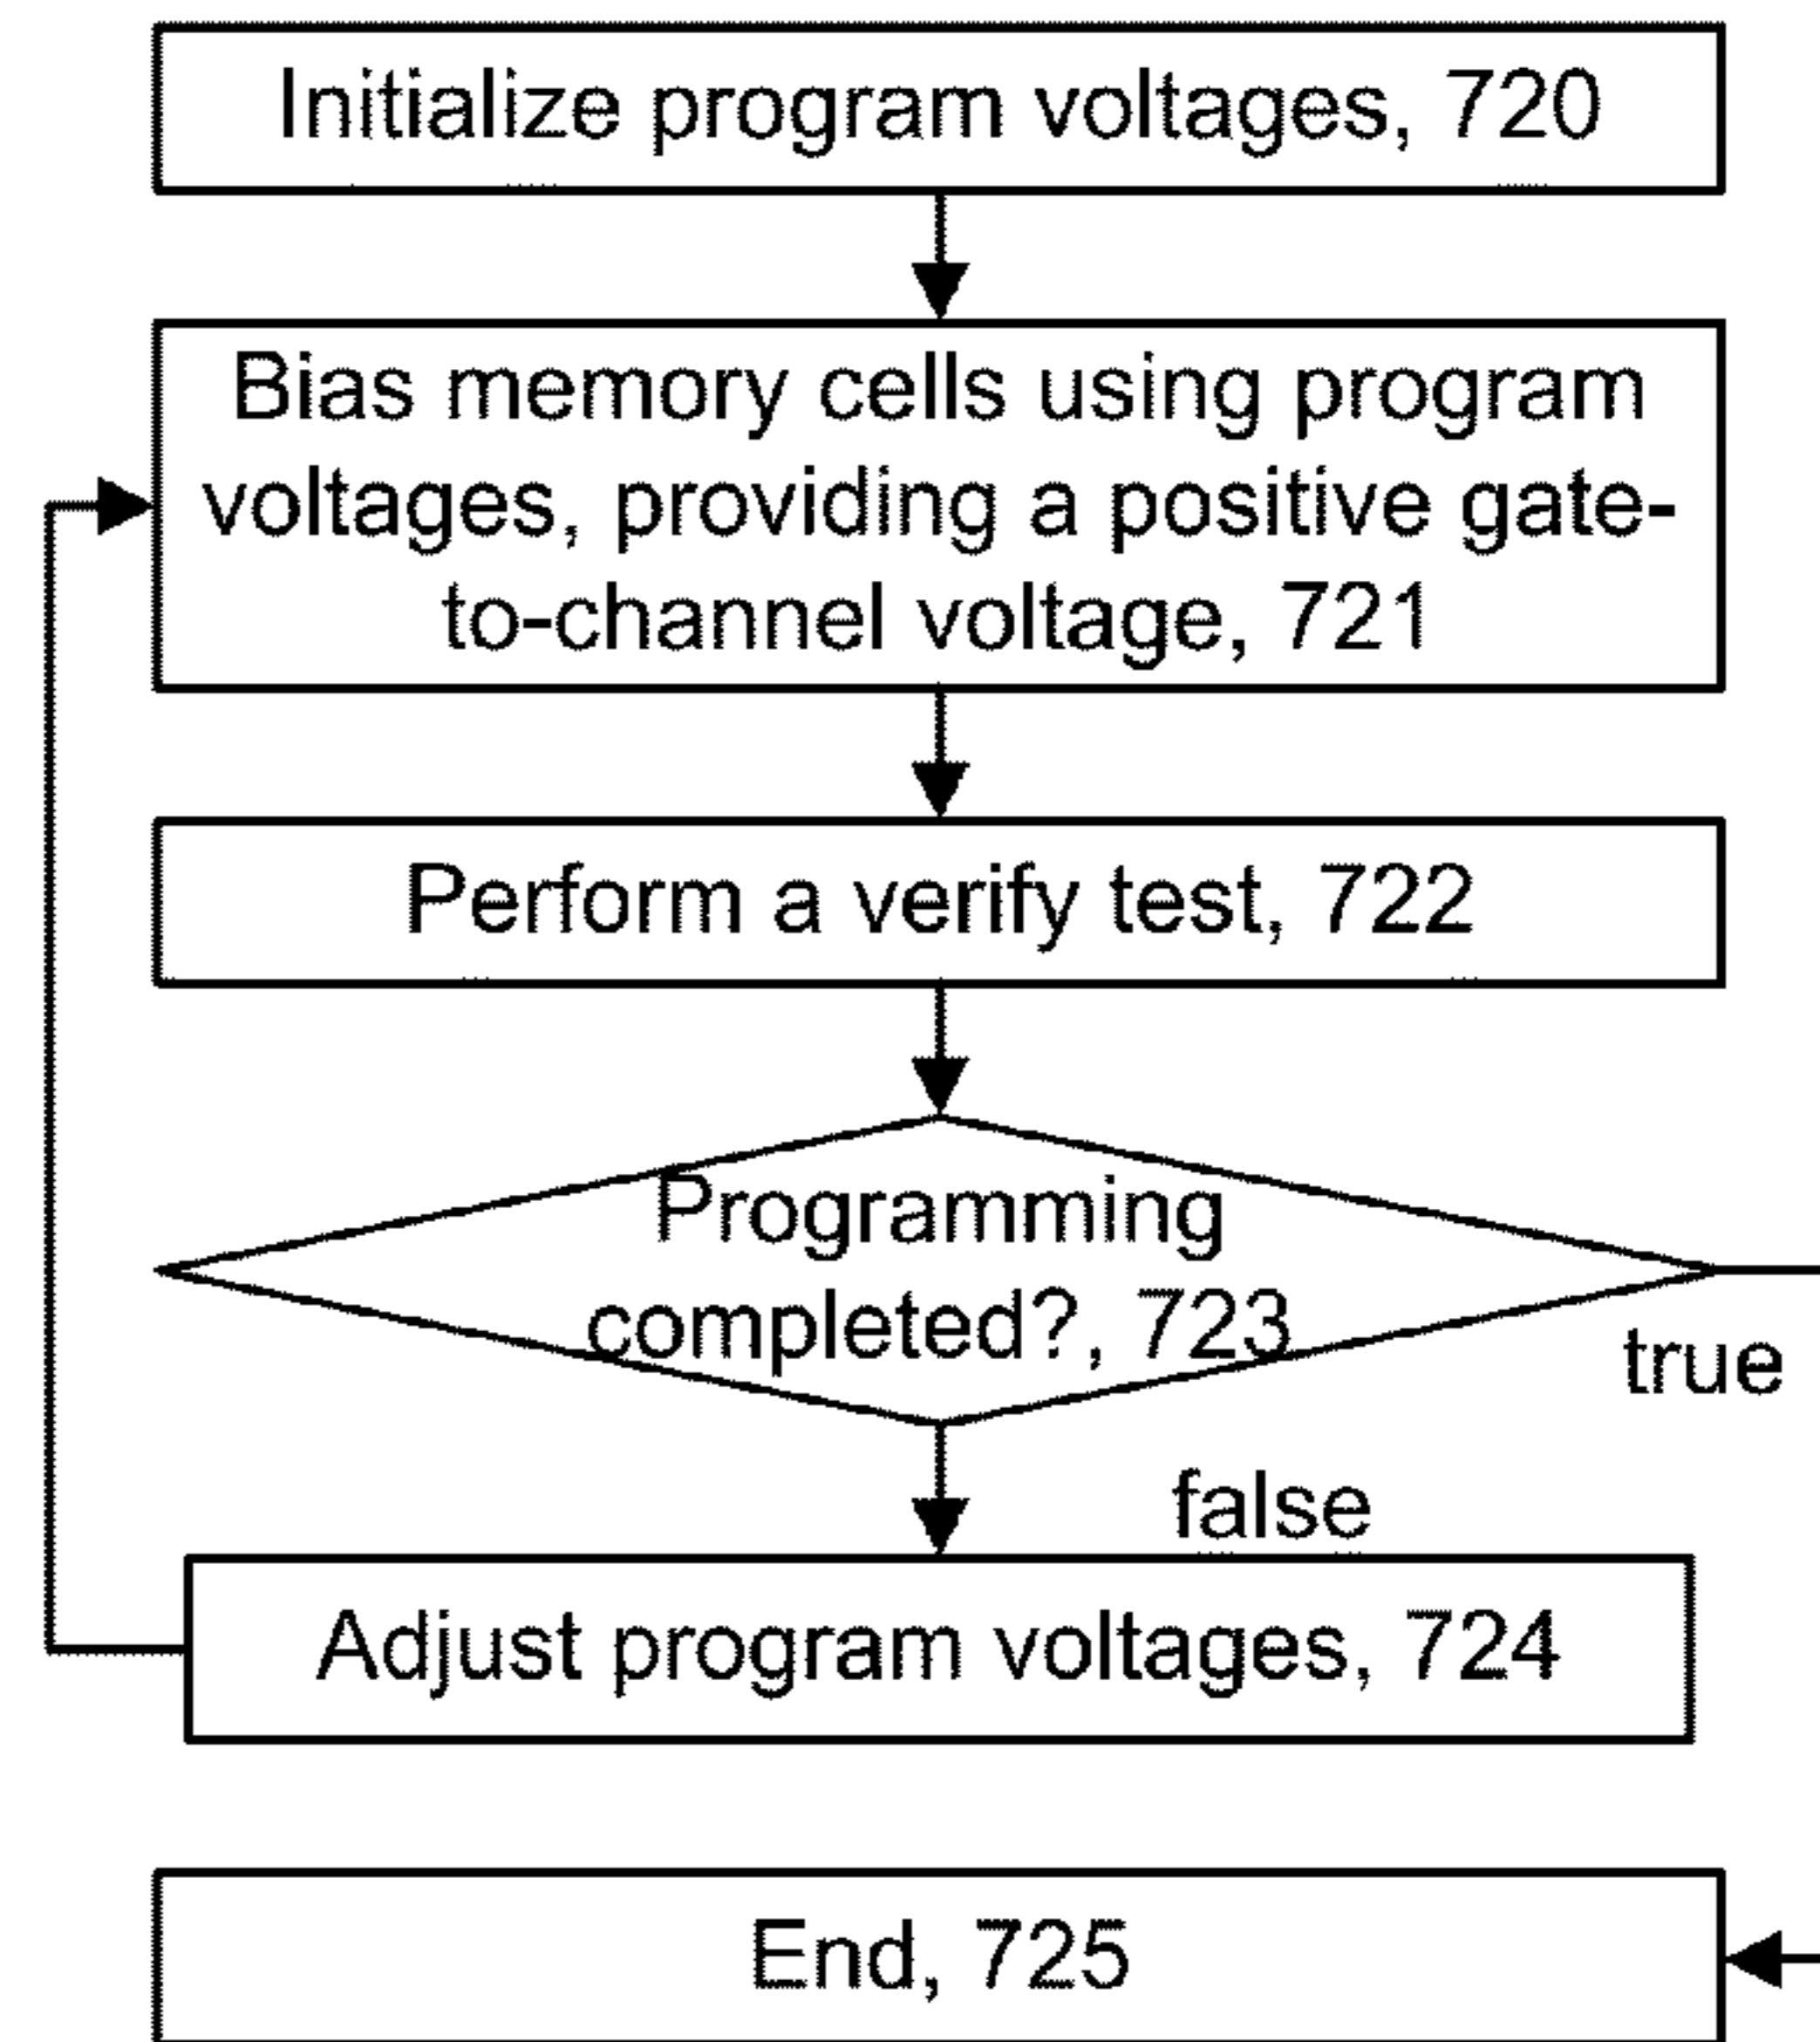 Initialize program voltages, 720
Bias memory cells using program
voltages, providing a positive gate-
to-channel voltage, 721
Perform a verify test, 722
Programming
completed?, 723
true
false
Adjust program voltages, 724
End, 725